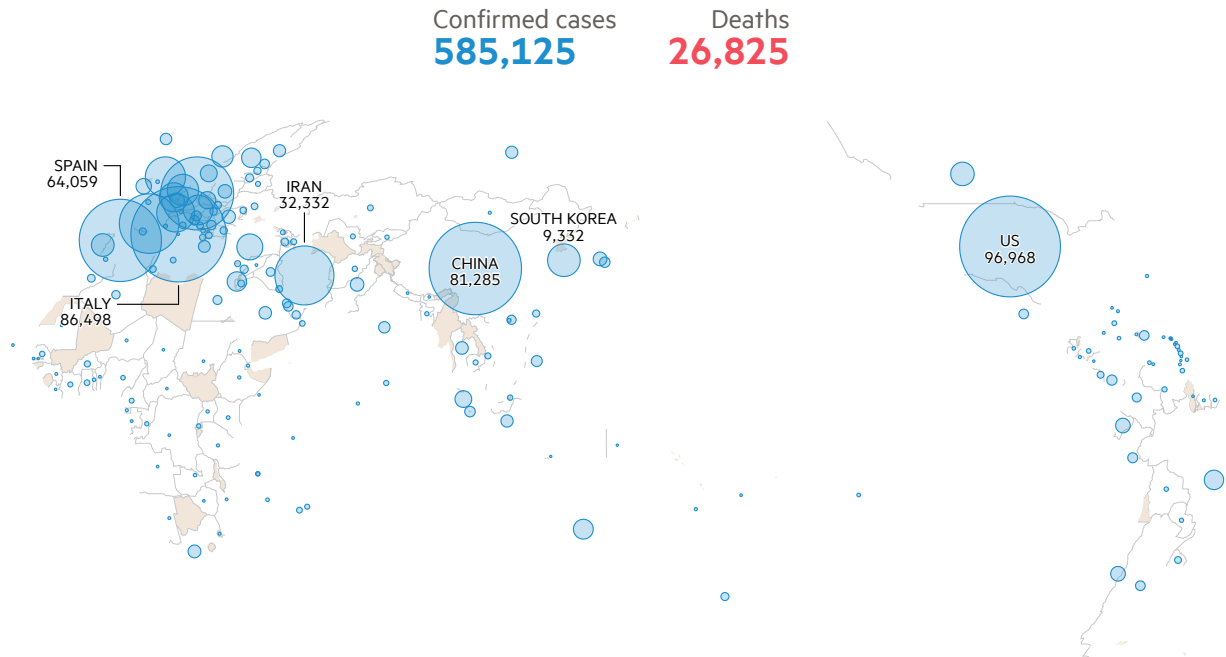 Confirmed cases
585,125
Deaths
26,825
SPAIN
64,059
IRAN
32,332
SOUTH KOREA
9,332
US
96,968
CHINA
81,285
ITALY
86,498